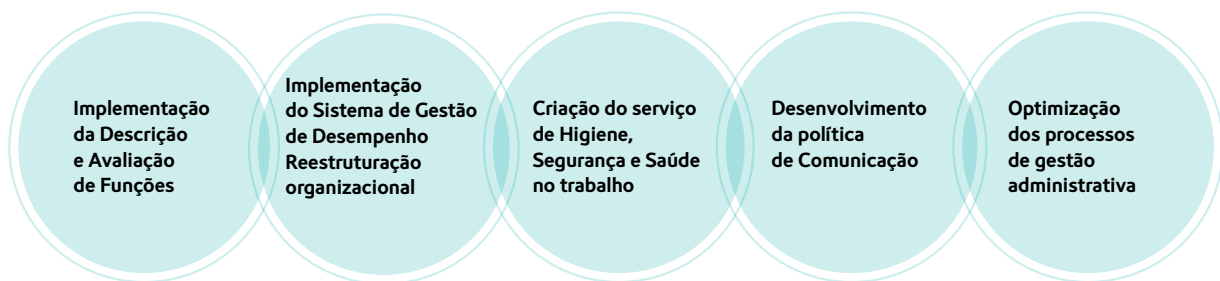 Implementação
da Descrição
e Avaliação
de Funções
Implementação
do Sistema de Gestão
de Desempenho
Reestruturação
organizacional
Criação do serviço
de Higiene,
Segurança e Saúde
no trabalho
Desenvolvimento
da política
de Comunicação
Optimização
dos processos
de gestão
administrativa